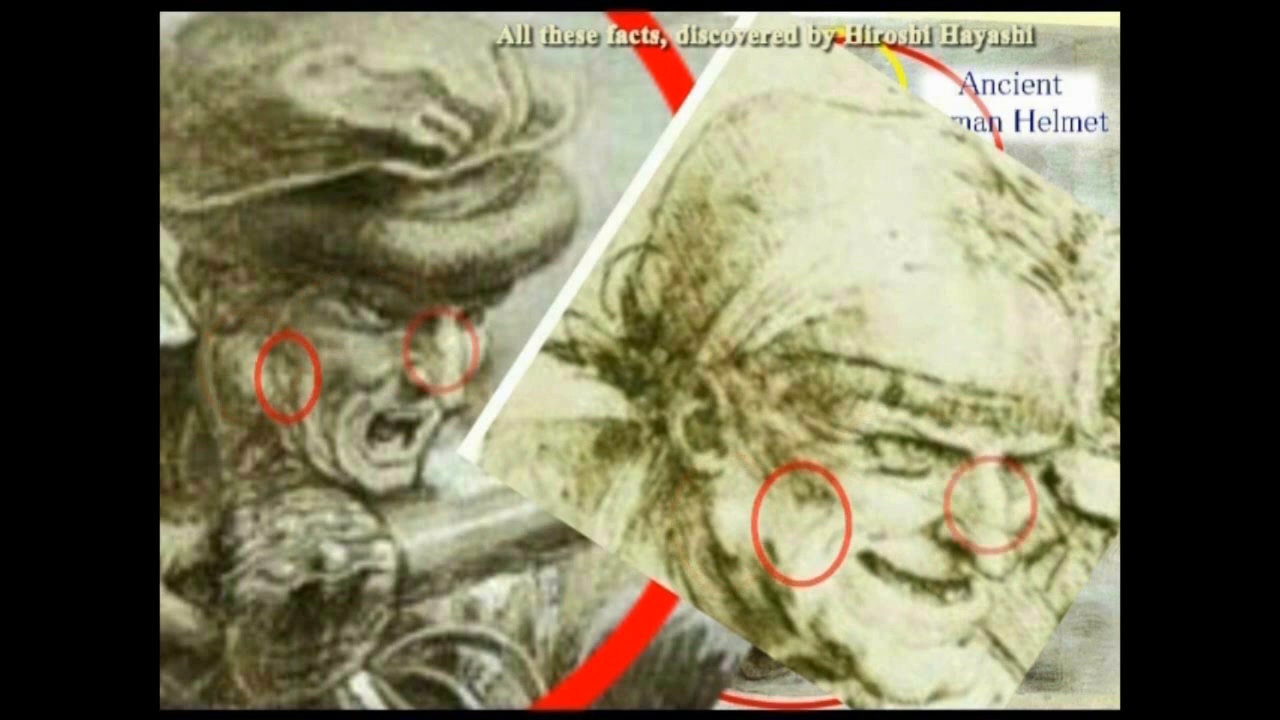 All these facts, discovered by Hiroshi Hayashi
Ancient
man Helmet